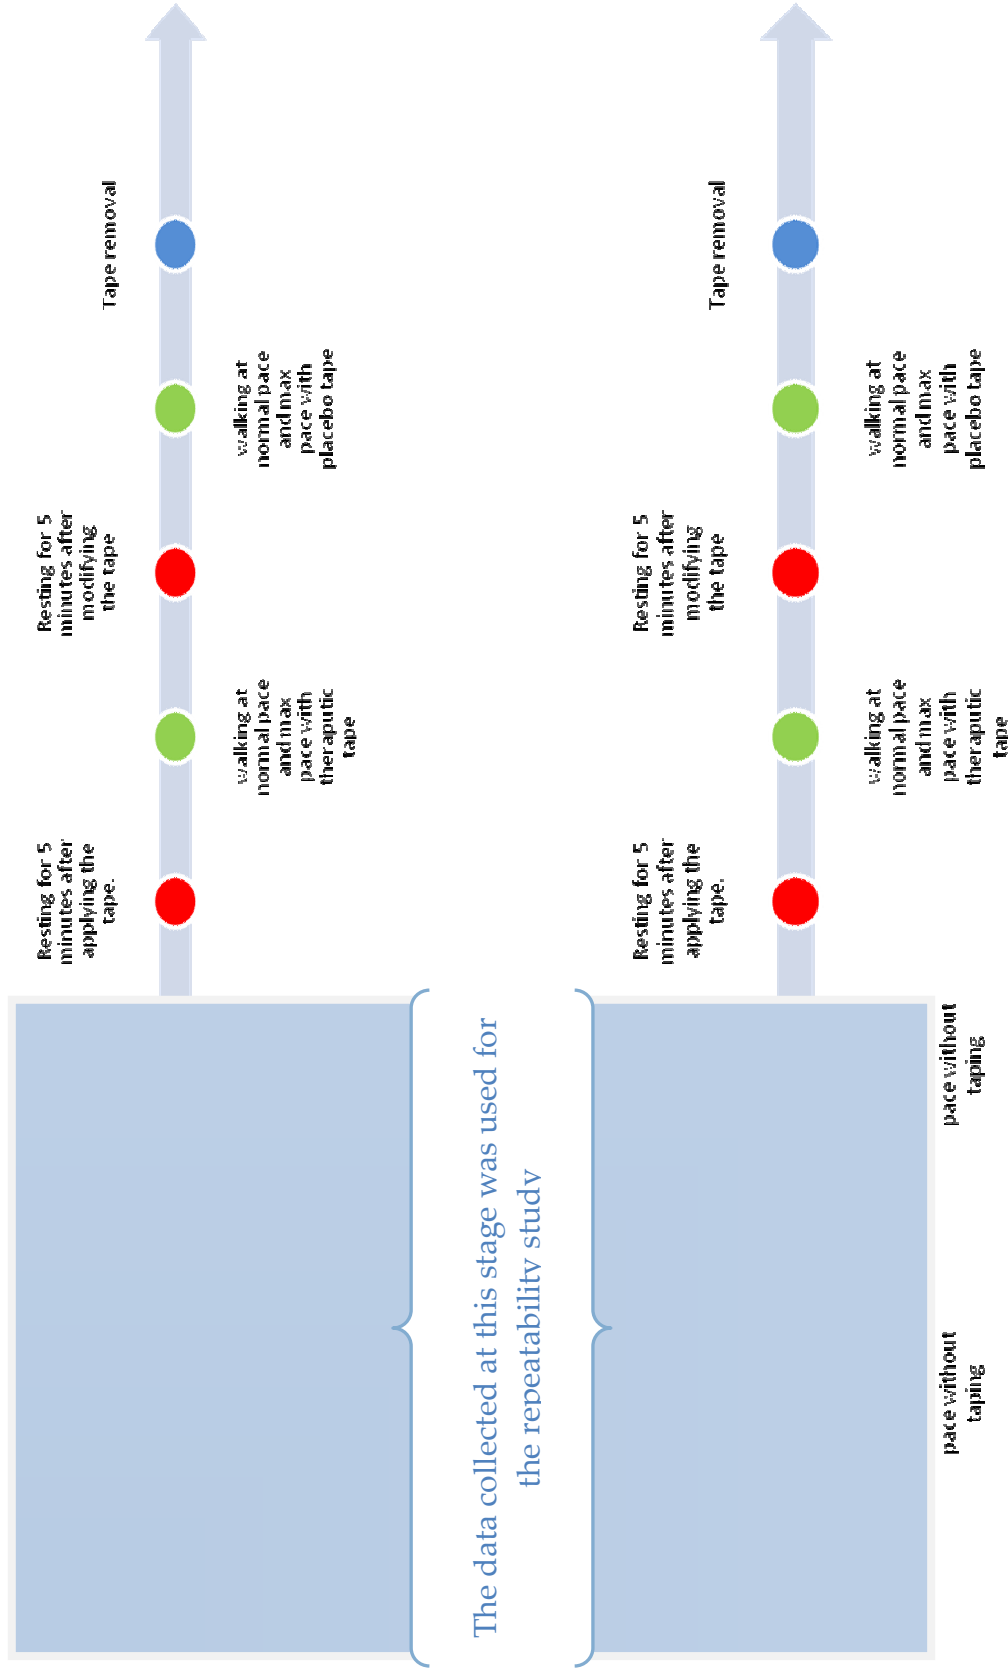 Resting for 5
minutes after
applying the
tape.
walking at
normal pace
and max
pace with
theraputic
tape
Resting for 5
minutes after
modifying
the tape
walking at
normal pace
and max
pace with
placebo tape
Tape removal
The data collected at this stage was used for
the repeatability study
Resting for 5
minutes after
applying the
tape.
walking at
normal pace
and max
pace with
theraputic
tape
Resting for 5
minutes after
modifying
the tape
walking at
normal pace
and max
pace with
placebo tape
Tape removal
pace without
taping
pace without
taping